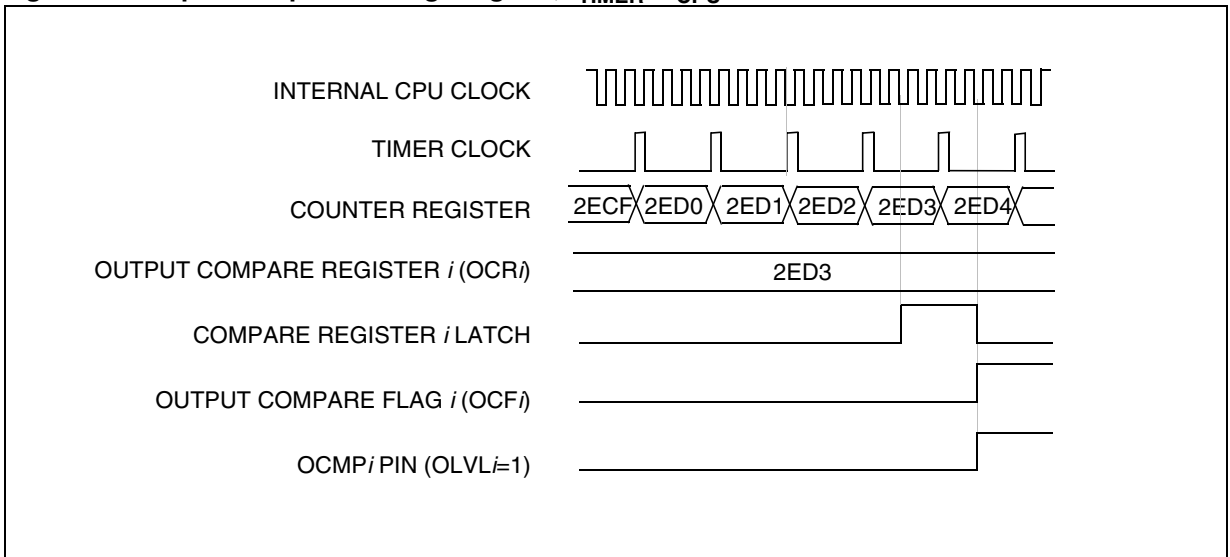 INTERNAL CPU CLOCK
TIMER CLOCK
COUNTER REGISTER 2ECF 2ED0 2ED1 2ED2 2ED3 2ED4
OUTPUT COMPARE REGISTER i (OCRi) 2ED3
COMPARE REGISTER i LATCH
OUTPUT COMPARE FLAG i (OCFi)
OCMPi PIN (OLVLi=1)